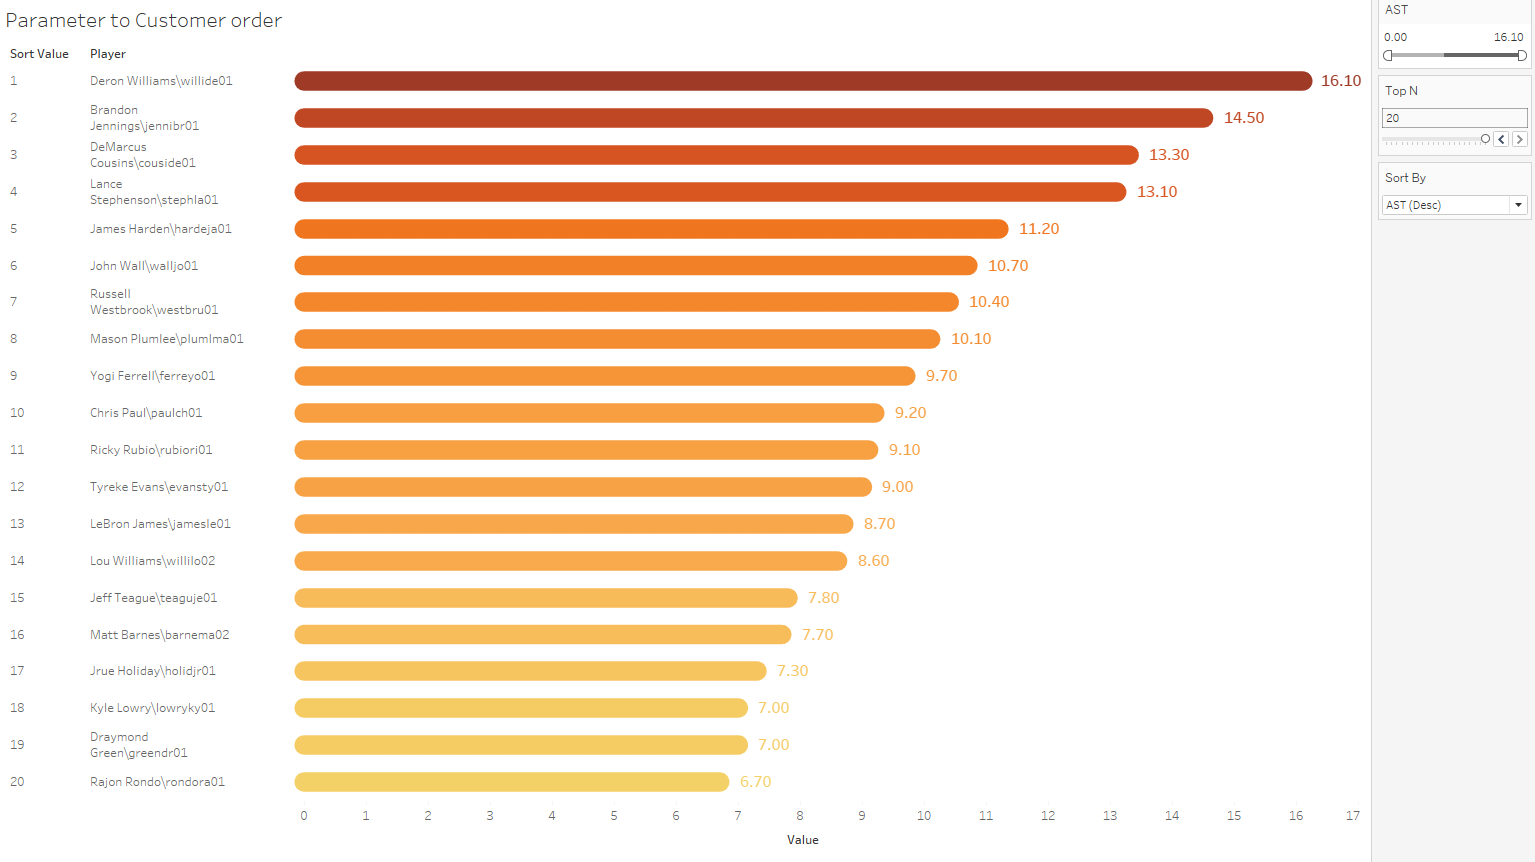 Parameter to Customer order
Sort Value Player
1 Deron Williams\willide01 16.10
2 Brandon
Jennings\jennibr01 14.50
3 DeMarcus
Cousins\couside01 13.30
4 Lance
Stephenson\stephla01 13.10
5 James Harden\hardeja01 11.20
6 John Wall\walljo01 10.70
7 Russell
Westbrook\westbru01 10.40
8 Mason Plumlee\plumlma01 10.10
9 Yogi Ferrell\ferreyo01 9.70
10 Chris Paul\paulch01 9.20
11 Ricky Rubio\rubiori01 9.10
12 Tyreke Evans\evansty01 9.00
13 LeBron James\jamesle01 8.70
14 Lou Williams\willilo02 8.60
15 Jeff Teague\teaguje01 7.80
16 Matt Barnes\barnema02 7.70
17 Jrue Holiday\holidjr01 7.30
18 Kyle Lowry\lowryky01 7.00
19 Draymond
Green\greendr01 7.00
20 Rajon Rondo\rondora01 6.70
0 1 2 3 4 5 6 7 8 9 10 11 12 13 14 15 16 17
Value
AST
0.00 16.10
Top N
20
Sort By
AST (Desc)